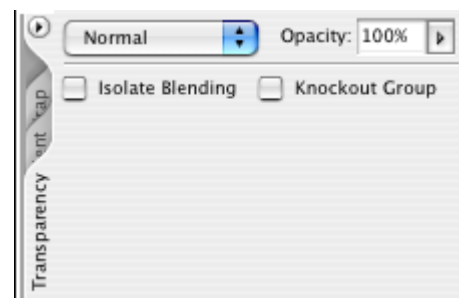 Normal
Opacity: 100%
Isolate Blending
Knockout Group
Transparency